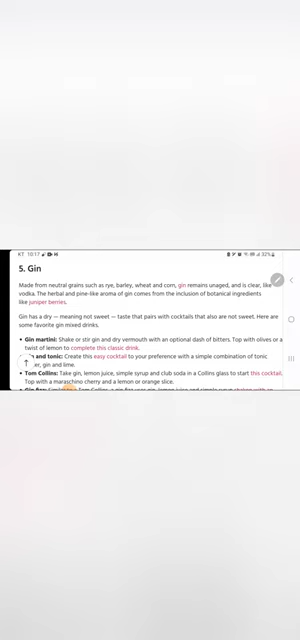 KT 10:17
32%
5. Gin
Made from neutral grains such as rye, barley, wheat and corn, gin remains unaged, and is clear, like
vodka. The herbal and pine-like aroma of gin comes from the inclusion of botanical ingredients
like juniper berries.
Gin has a dry — meaning not sweet — taste that pairs with cocktails that also are not sweet. Here are
some favorite gin mixed drinks.
• Gin martini: Shake or stir gin and dry vermouth with an optional dash of bitters. Top with olives or a
twist of lemon to complete this classic drink.
and tonic: Create this easy cocktail to your preference with a simple combination of tonic
er, gin and lime.
• Tom Collins: Take gin, lemon juice, simple syrup and club soda in a Collins glass to start this cocktail.
Top with a maraschino cherry and a lemon or orange slice.